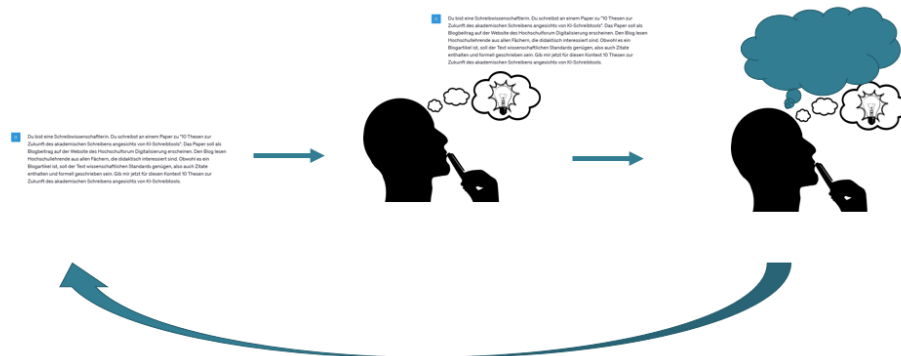 Du bist eine Schreibwissenschaftlerin. Du schreibst an einem Paper zu "10 Thesen zur
Zukunft des akademischen Schreibens angesichts von KI-Schreibtools". Das Paper soll als
Blogbeitrag auf der Website des Hochschulforum Digitalisierung erscheinen. Den Blog lesen
Hochschullehrende aus allen Fächern, die didaktisch interessiert sind. Obwohl es ein
Blogartikel ist, soll der Text wissenschaftlichen Standards genügen, also auch Zitate
enthalten und formell geschrieben sein. Gib mir jetzt für diesen Kontext 10 Thesen zur
Zukunft des akademischen Schreibens angesichts von KI-Schreibtools.
Du bist eine Schreibwissenschaftlerin. Du schreibst an einem Paper zu "10 Thesen zur
Zukunft des akademischen Schreibens angesichts von KI-Schreibtools". Das Paper soll als
Blogbeitrag auf der Website des Hochschulforum Digitalisierung erscheinen. Den Blog lesen
Hochschullehrende aus allen Fächern, die didaktisch interessiert sind. Obwohl es ein
Blogartikel ist, soll der Text wissenschaftlichen Standards genügen, also auch Zitate
enthalten und formell geschrieben sein. Gib mir jetzt für diesen Kontext 10 Thesen zur
Zukunft des akademischen Schreibens angesichts von KI-Schreibtools.